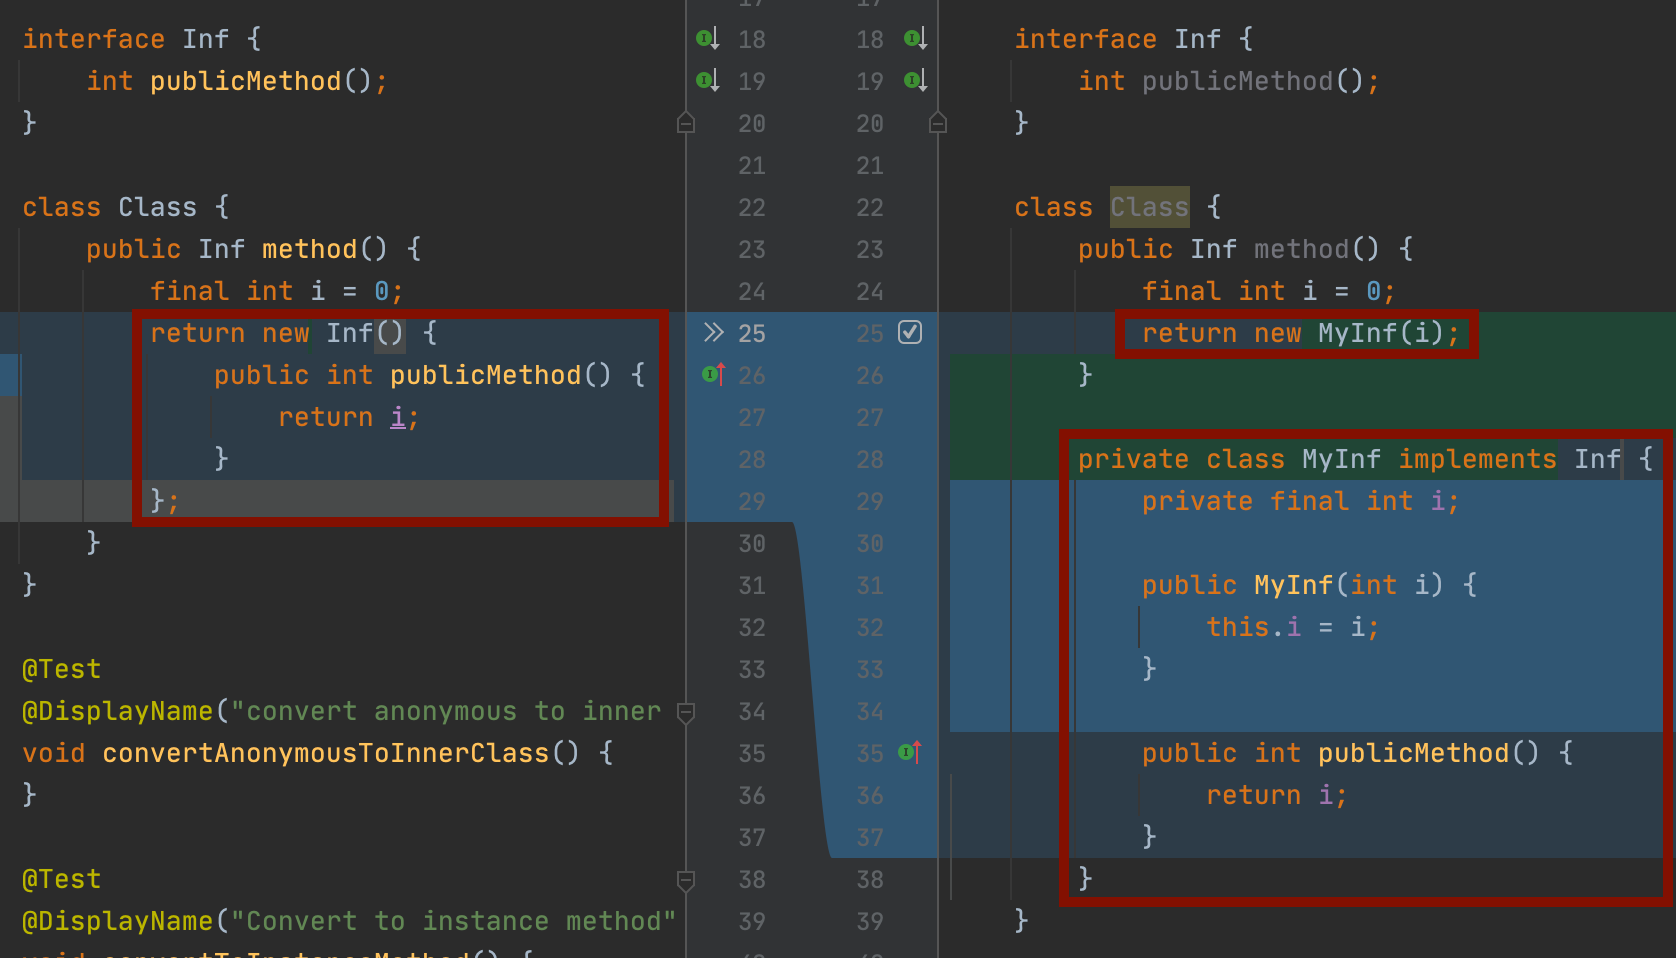 interface Inf {
int publicMethod();
}
class Class {
public Inf method() {
final int i = 0;
return new Inf() {
public int publicMethod() {
return i;
}
};
}
}
@Test
@DisplayName("convert anonymous to inner
void convertAnonymousToInnerClass() {
}
@Test
@DisplayName("Convert to instance method"
void convertToInstanceMethod() {
17 17
18 18
19 19
20 20
21 21
22 22
23 23
24 24
25 25
26 26
27 27
28 28
29 29
30 30
31 31
32 32
33 33
34 34
35 35
36 36
37 37
38 38
39 39
interface Inf {
int publicMethod();
}
class Class {
public Inf method() {
final int i = 0;
return new MyInf(i);
}
private class MyInf implements Inf {
private final int i;
public MyInf(int i) {
this.i = i;
}
public int publicMethod() {
return i;
}
}
}